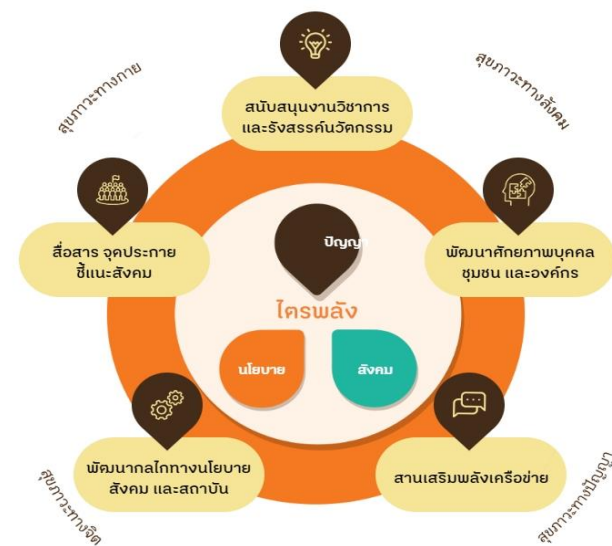 สุขภาวะทางกาย
สุขภาวะทางสังคม
สนับสนุนงานวิชาการ
และรังสรรค์นวัตกรรม
สื่อสาร จุดประกาย
ชี้แนะสังคม
พัฒนาศักยภาพบุคคล
ชุมชน และองค์กร
ปัญญา
ไตรพลัง
นโยบาย
สังคม
พัฒนากลไกทางนโยบาย
สังคม และสถาบัน
สานเสริมพลังเครือข่าย
สุขภาวะทางจิต
สุขภาวะทางปัญญา